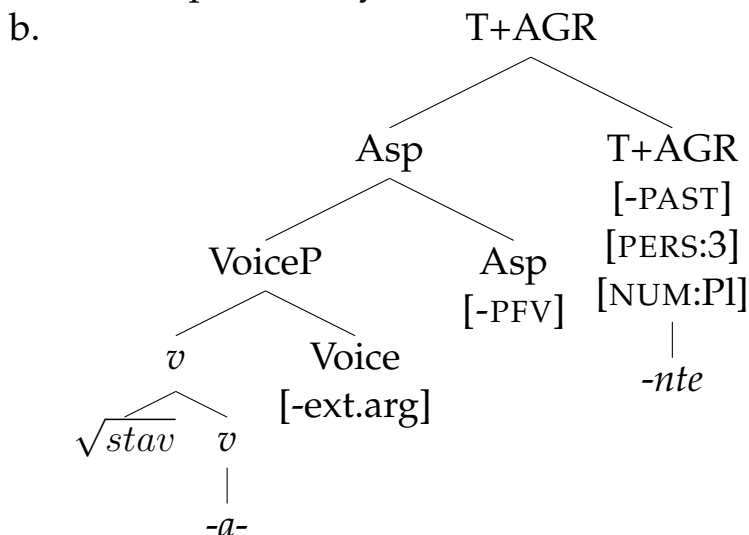 b.
T+AGR
Asp T+AGR
[-PAST]
VoiceP Asp [PERS:3]
[-PFV] [NUM:Pl]
v Voice -nte
[-ext.arg]
√stav v
-a-